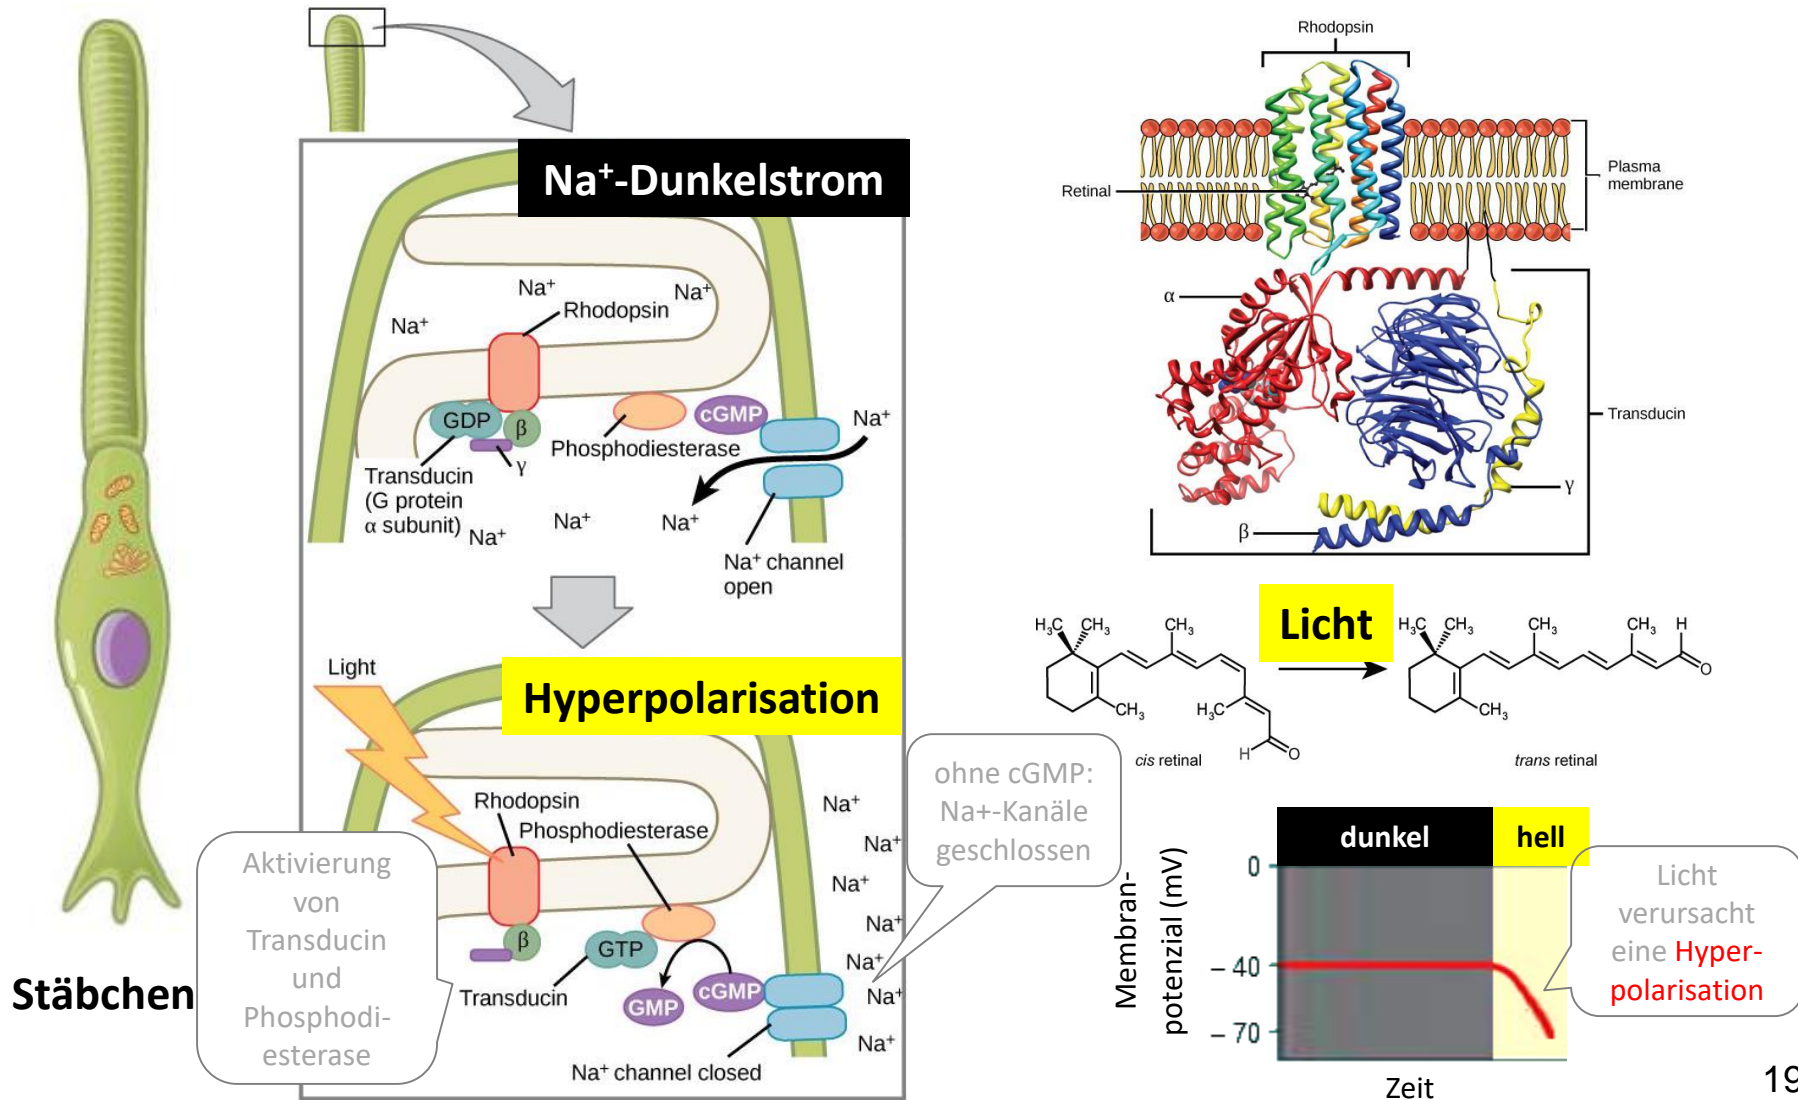 Stäbchen
Na⁺-Dunkelstrom
Na⁺
Na⁺
Na⁺
Rhodopsin
GDP
β
γ
cGMP
Na⁺
Phosphodiesterase
Transducin
(G protein
α subunit)
Na⁺
Na⁺
Na⁺
Na⁺ channel
open
Light
Hyperpolarisation
Rhodopsin
Phosphodiesterase
β
GTP
Transducin
GMP
cGMP
Na⁺
Na⁺
Na⁺
Na⁺
Na⁺
Na⁺
Na⁺
Na⁺ channel closed
Aktivierung
von
Transducin
und
Phosphodi-
esterase
ohne cGMP:
Na+-Kanäle
geschlossen
Rhodopsin
Retinal
Plasma
membrane
α
Transducin
γ
β
H₃C
CH₃
CH₃
CH₃
H₃C
H
O
cis retinal
Licht
H₃C
CH₃
CH₃
CH₃
CH₃
H
O
trans retinal
dunkel
hell
0
– 40
– 70
Membran-
potenzial (mV)
Zeit
Licht
verursacht
eine Hyper-
polarisation
19